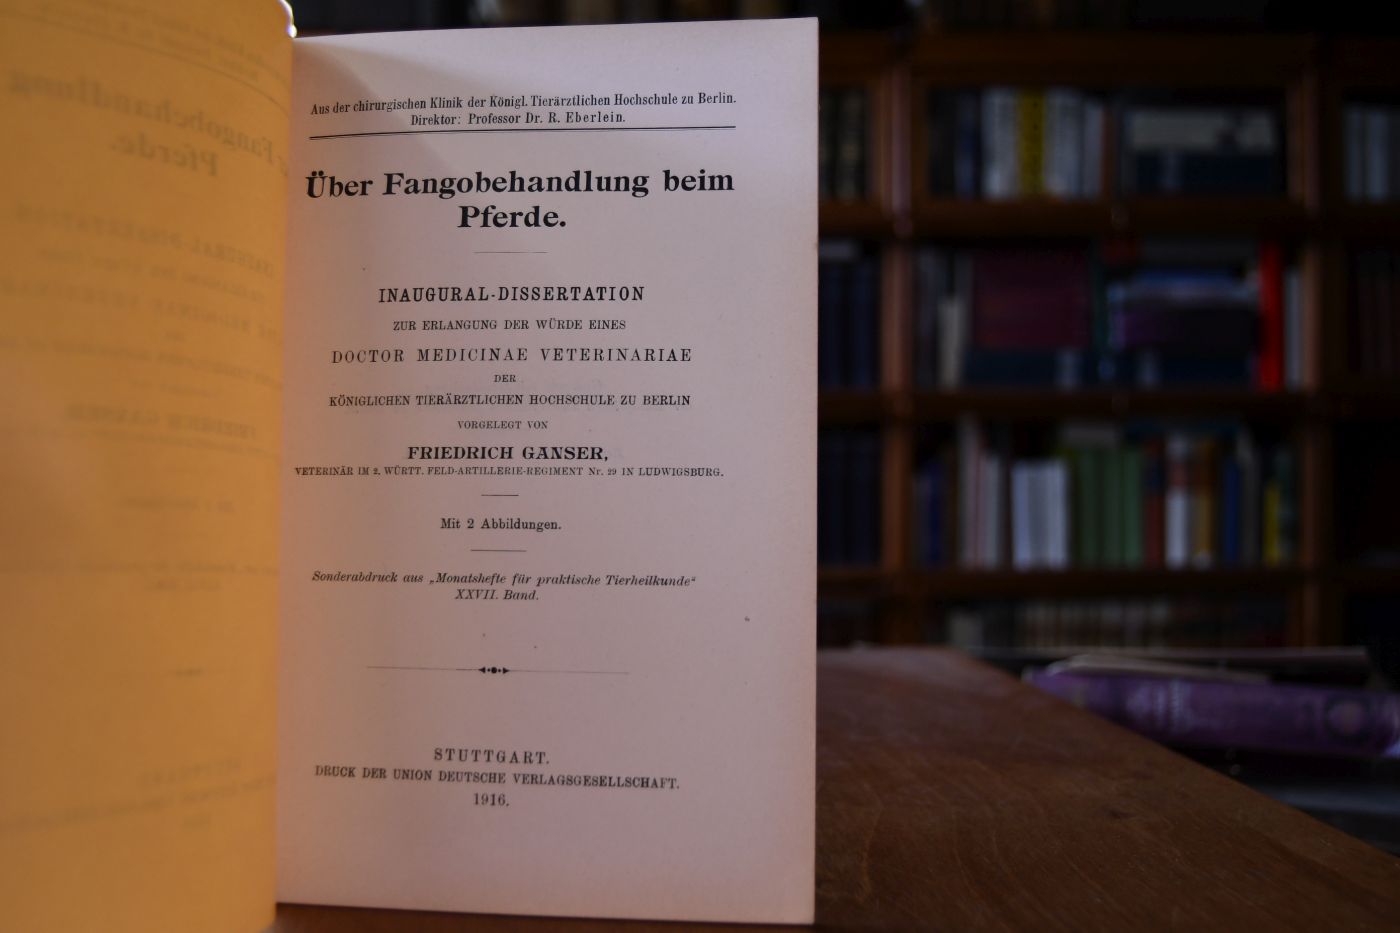 Aus der chirurgischen Klinik der Königl. Tierärztlichen Hochschule zu Berlin.
Direktor: Professor Dr. R. Eberlein.
Über Fangobehandlung beim
Pferde.
INAUGURAL-DISSERTATION
ZUR ERLANGUNG DER WÜRDE EINES
DOCTOR MEDICINAE VETERINARIAE
DER
KÖNIGLICHEN TIERÄRZTLICHEN HOCHSCHULE ZU BERLIN
VORGELEGT VON
FRIEDRICH GANSER,
VETERINÄR IM 2. WÜRTT. FELD-ARTILLERIE-REGIMENT Nr. 29 IN LUDWIGSBURG.
Mit 2 Abbildungen.
Sonderabdruck aus „Monatshefte für praktische Tierheilkunde“
XXVII. Band.
STUTTGART.
DRUCK DER UNION DEUTSCHE VERLAGSGESELLSCHAFT.
1916.